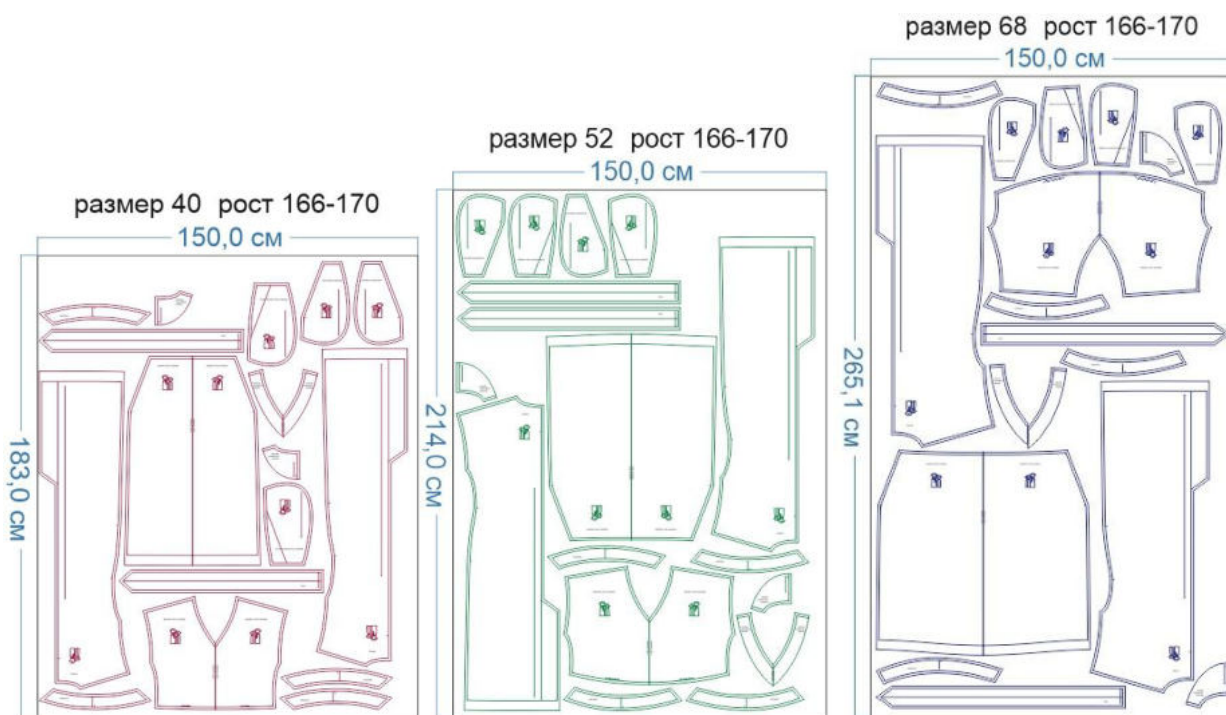 размер 40 рост 166-170
150,0 см
183,0 см
размер 52 рост 166-170
150,0 см
214,0 см
размер 68 рост 166-170
150,0 см
265,1 см